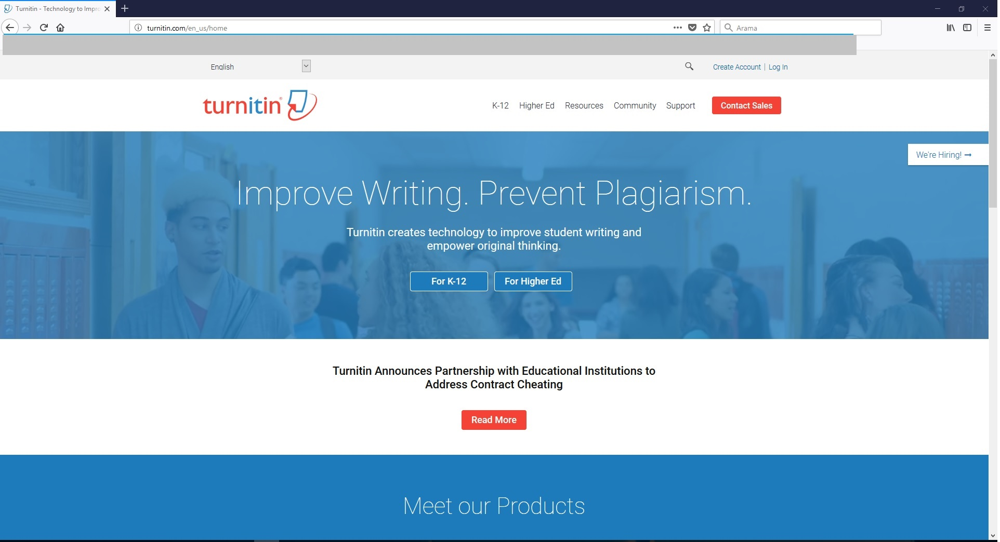 Turnitin - Technology to Impro
turnitin.com/en_us/home
Arama
English
Create Account | Log In
turnitin®
K-12 Higher Ed Resources Community Support Contact Sales
We're Hiring! →
Improve Writing. Prevent Plagiarism.
Turnitin creates technology to improve student writing and
empower original thinking.
For K-12 For Higher Ed
Turnitin Announces Partnership with Educational Institutions to
Address Contract Cheating
Read More
Meet our Products